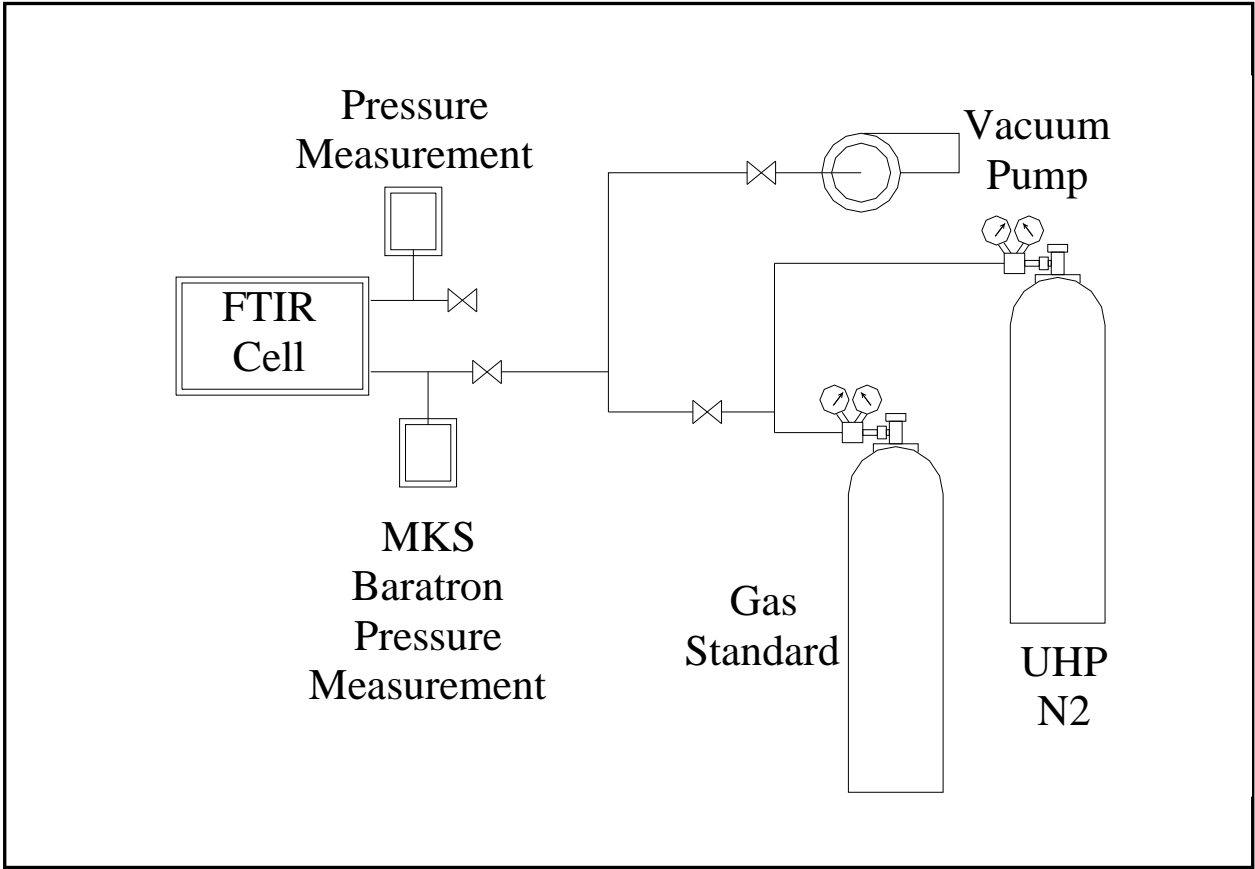 Pressure
Measurement
Vacuum
Pump
FTIR
Cell
MKS
Baratron
Pressure
Measurement
Gas
Standard
UHP
N2